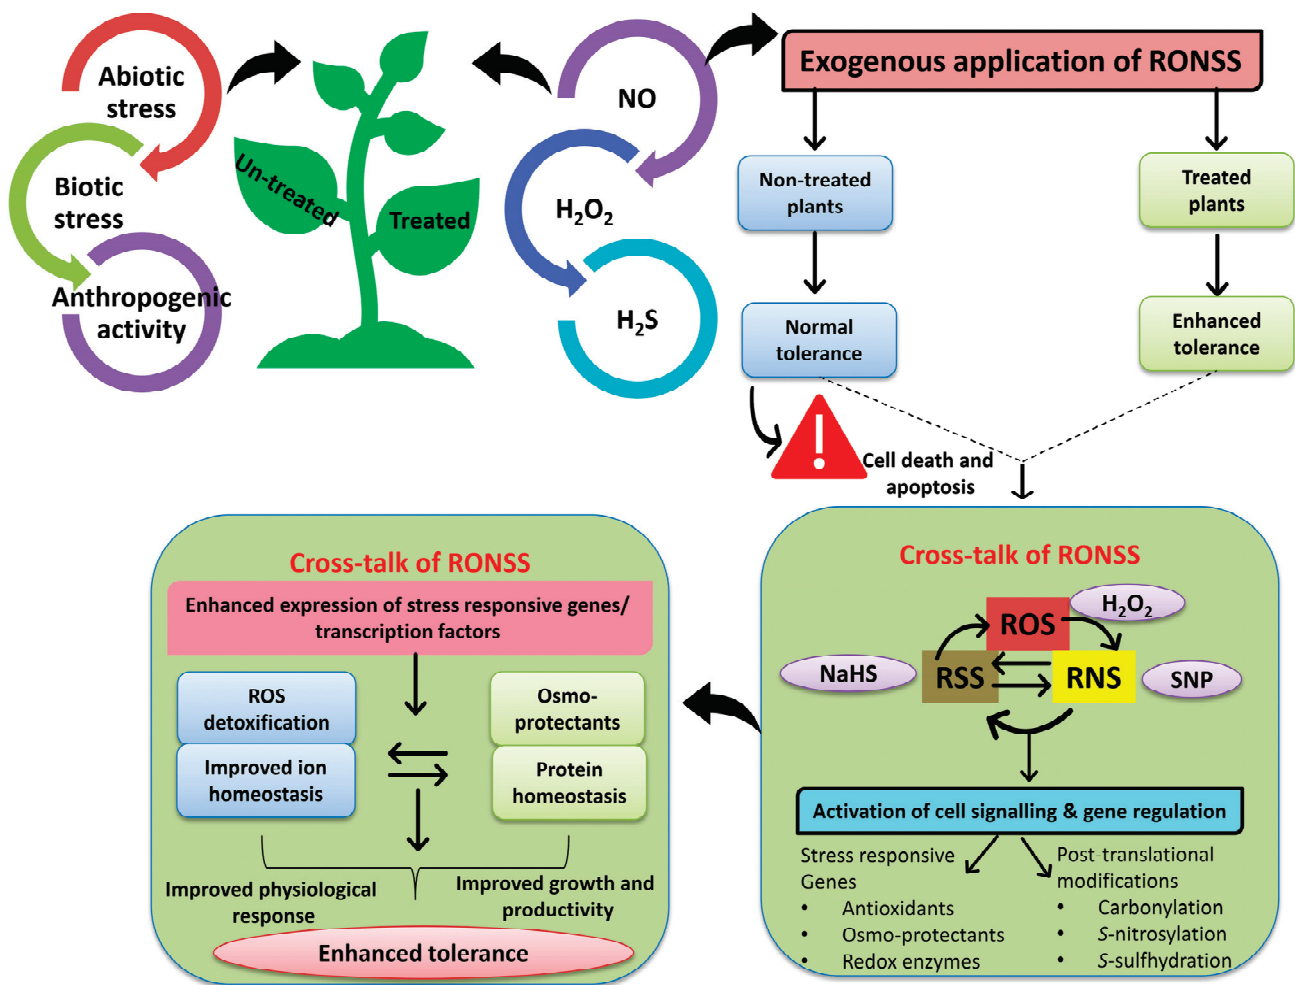 Abiotic
stress
Biotic
stress
Anthropogenic
activity
Un-treated
Treated
NO
H₂O₂
H₂S
Exogenous application of RONSS
Non-treated
plants
Treated
plants
Normal
tolerance
Enhanced
tolerance
Cell death and
apoptosis
Cross-talk of RONSS
Enhanced expression of stress responsive genes/
transcription factors
ROS
detoxification
Improved ion
homeostasis
Osmo-
protectants
Protein
homeostasis
Improved physiological
response
Improved growth and
productivity
Enhanced tolerance
Cross-talk of RONSS
H₂O₂
ROS
NaHS
RSS
RNS
SNP
Activation of cell signalling & gene regulation
Stress responsive
Genes
• Antioxidants
• Osmo-protectants
• Redox enzymes
Post-translational
modifications
• Carbonylation
• S-nitrosylation
• S-sulfhydration